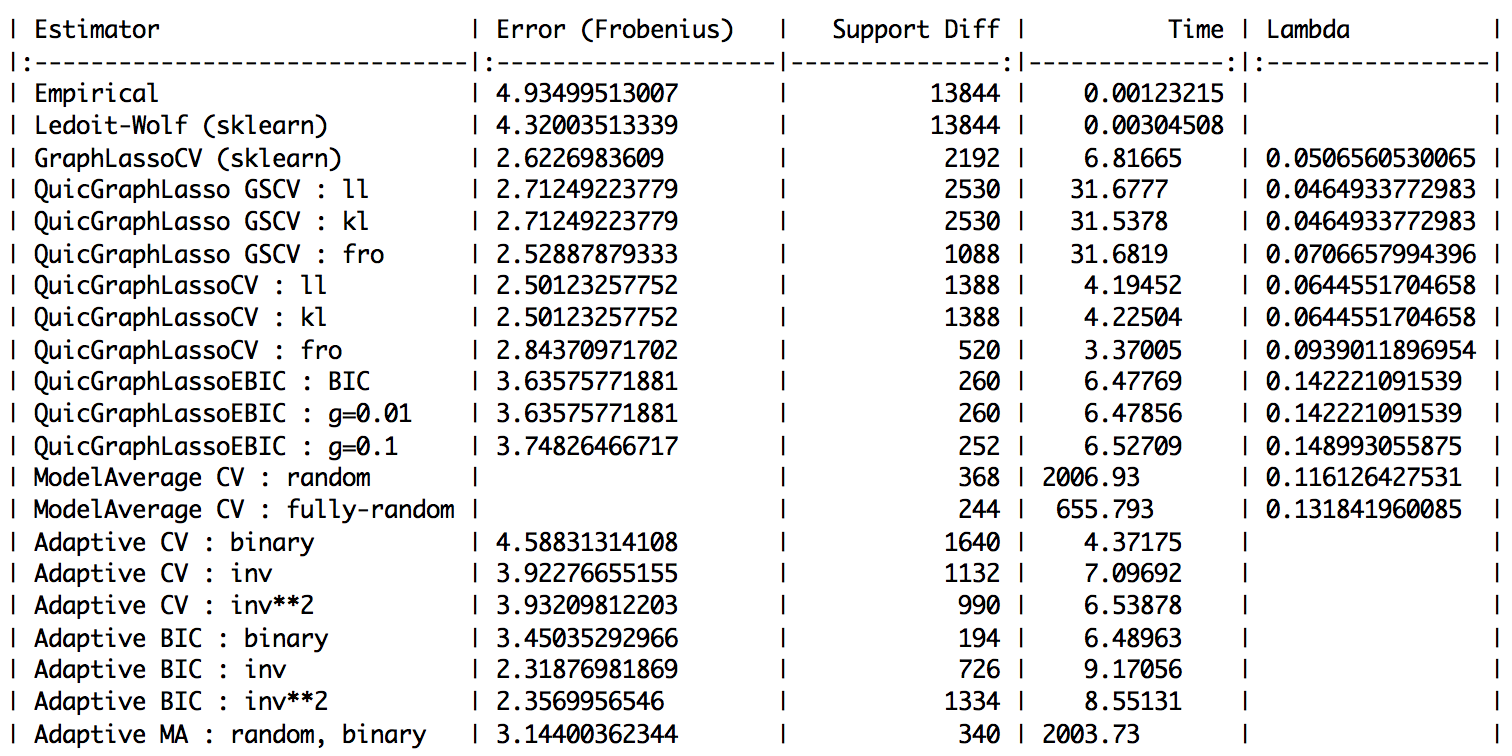 | Estimator                      | Error (Frobenius)   |   Support Diff |          Time | Lambda          |
|:-------------------------------|:--------------------|---------------:|--------------:|:----------------|
| Empirical                      | 4.93499513007       |          13844 |    0.00123215 |                 |
| Ledoit-Wolf (sklearn)          | 4.32003513339       |          13844 |    0.00304508 |                 |
| GraphLassoCV (sklearn)         | 2.6226983609        |           2192 |    6.81665    | 0.0506560530065 |
| QuicGraphLasso GSCV : ll       | 2.71249223779       |           2530 |   31.6777     | 0.0464933772983 |
| QuicGraphLasso GSCV : kl       | 2.71249223779       |           2530 |   31.5378     | 0.0464933772983 |
| QuicGraphLasso GSCV : fro      | 2.52887879333       |           1088 |   31.6819     | 0.0706657994396 |
| QuicGraphLassoCV : ll          | 2.50123257752       |           1388 |    4.19452    | 0.0644551704658 |
| QuicGraphLassoCV : kl          | 2.50123257752       |           1388 |    4.22504    | 0.0644551704658 |
| QuicGraphLassoCV : fro         | 2.84370971702       |            520 |    3.37005    | 0.0939011896954 |
| QuicGraphLassoEBIC : BIC       | 3.63575771881       |            260 |    6.47769    | 0.142221091539  |
| QuicGraphLassoEBIC : g=0.01    | 3.63575771881       |            260 |    6.47856    | 0.142221091539  |
| QuicGraphLassoEBIC : g=0.1     | 3.74826466717       |            252 |    6.52709    | 0.148993055875  |
| ModelAverage CV : random       |                     |            368 | 2006.93       | 0.116126427531  |
| ModelAverage CV : fully-random |                     |            244 |  655.793      | 0.131841960085  |
| Adaptive CV : binary           | 4.58831314108       |           1640 |    4.37175    |                 |
| Adaptive CV : inv              | 3.92276655155       |           1132 |    7.09692    |                 |
| Adaptive CV : inv**2           | 3.93209812203       |            990 |    6.53878    |                 |
| Adaptive BIC : binary          | 3.45035292966       |            194 |    6.48963    |                 |
| Adaptive BIC : inv             | 2.31876981869       |            726 |    9.17056    |                 |
| Adaptive BIC : inv**2          | 2.3569956546        |           1334 |    8.55131    |                 |
| Adaptive MA : random, binary   | 3.14400362344       |            340 | 2003.73       |                 |